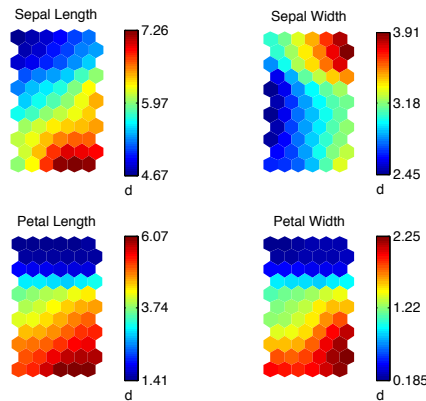 Sepal Length
7.26
5.97
4.67
d
Sepal Width
3.91
3.18
2.45
d
Petal Length
6.07
3.74
1.41
d
Petal Width
2.25
1.22
0.185
d